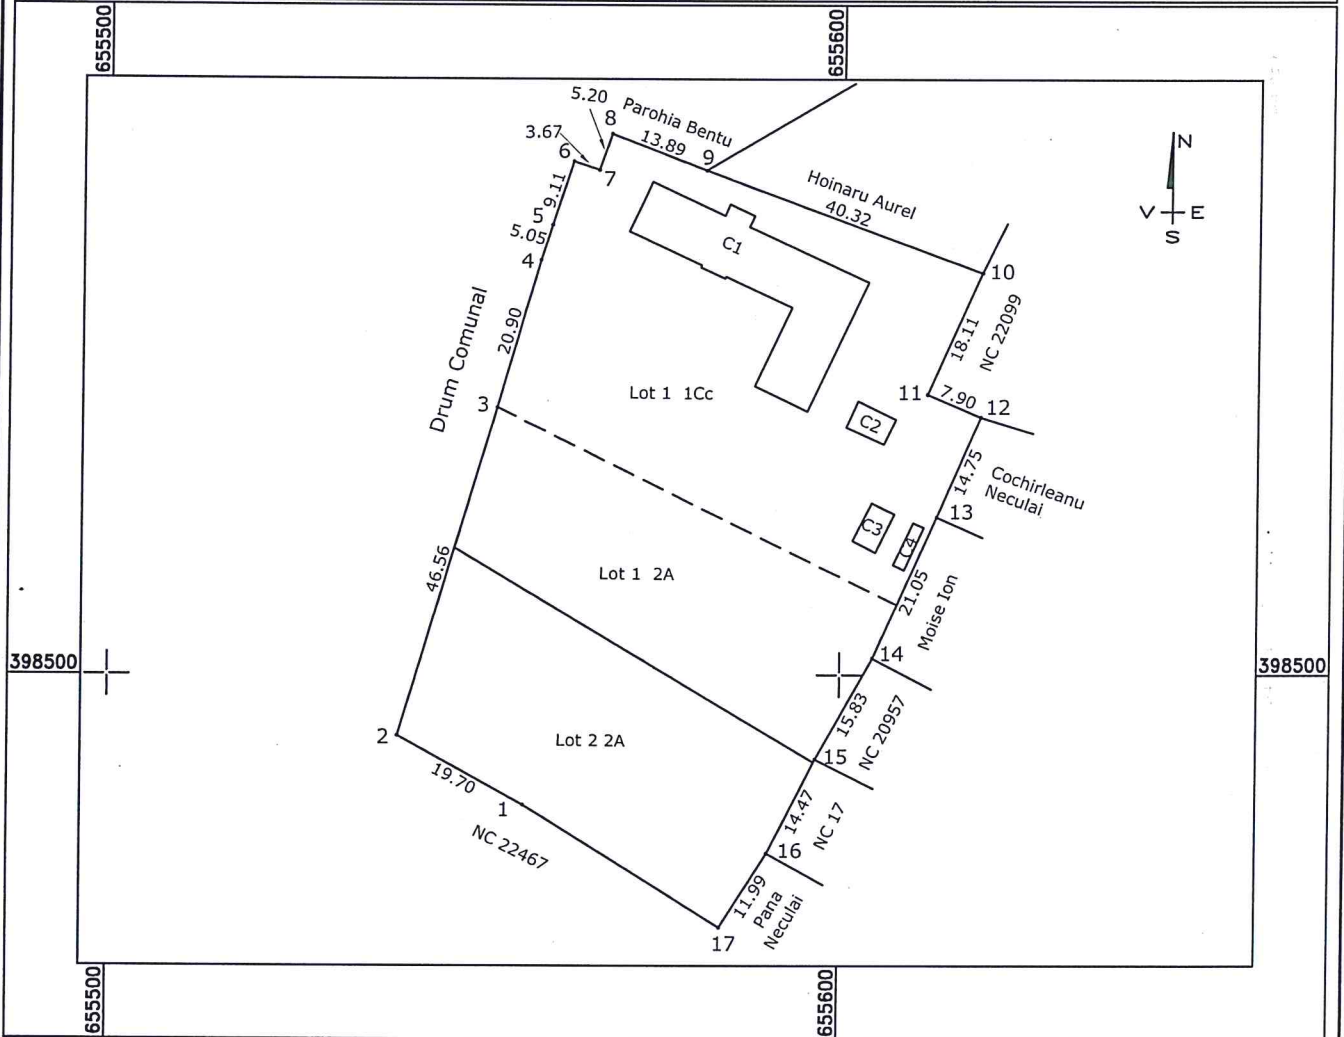 655500
655600
5.20
Parohia Bentu
8
3.67
13.89
9
6
7
N
V E
S
Hoinaru Aurel
40.32
9.11
5
5.05
4
C1
10
18.11
NC 22099
20.90
Drum Comunal
Lot 1 1Cc
11
7.90
12
3
C2
14.75
Cochirleanu
Neculai
13
C3
C4
46.56
Lot 1 2A
21.05
Moise Ion
398500
14
398500
15.83
NC 20957
2
Lot 2 2A
15
19.70
1
14.47
NC 17
NC 22467
16
11.99
Pana
Neculai
17
655500
655600